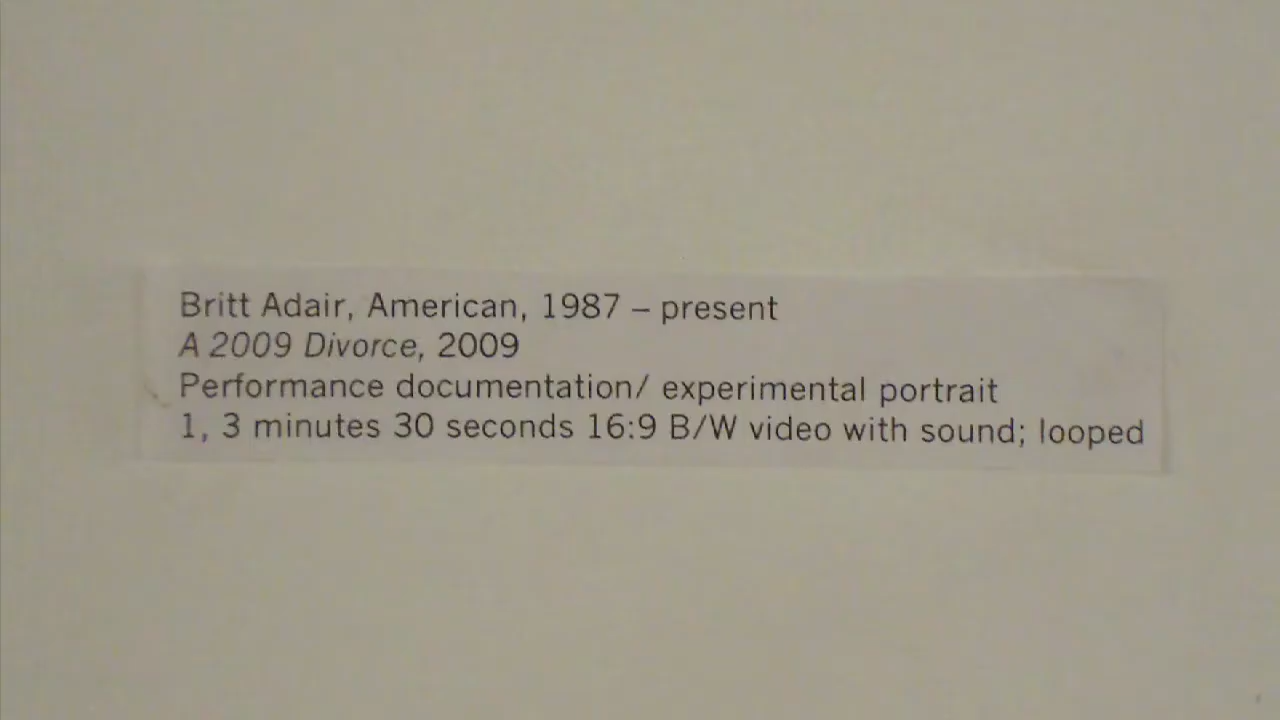 Britt Adair, American, 1987 – present
A 2009 Divorce, 2009
Performance documentation/ experimental portrait
1, 3 minutes 30 seconds 16:9 B/W video with sound; looped